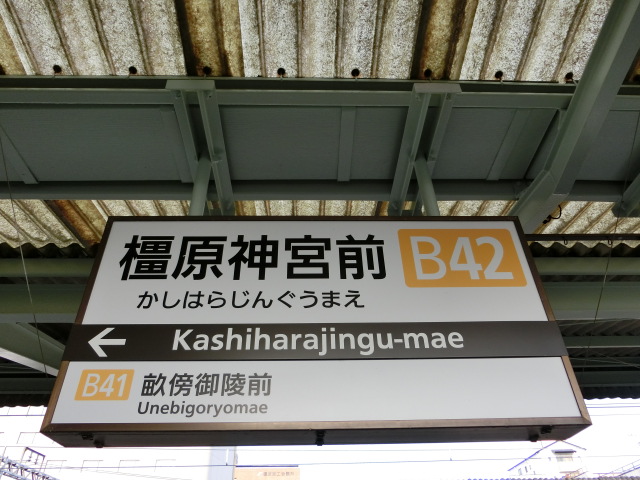 橿原神宮前 B42
かしはらじんぐうまえ
Kashiharajingu-mae
B41 畝傍御陵前
Unebigoryomae